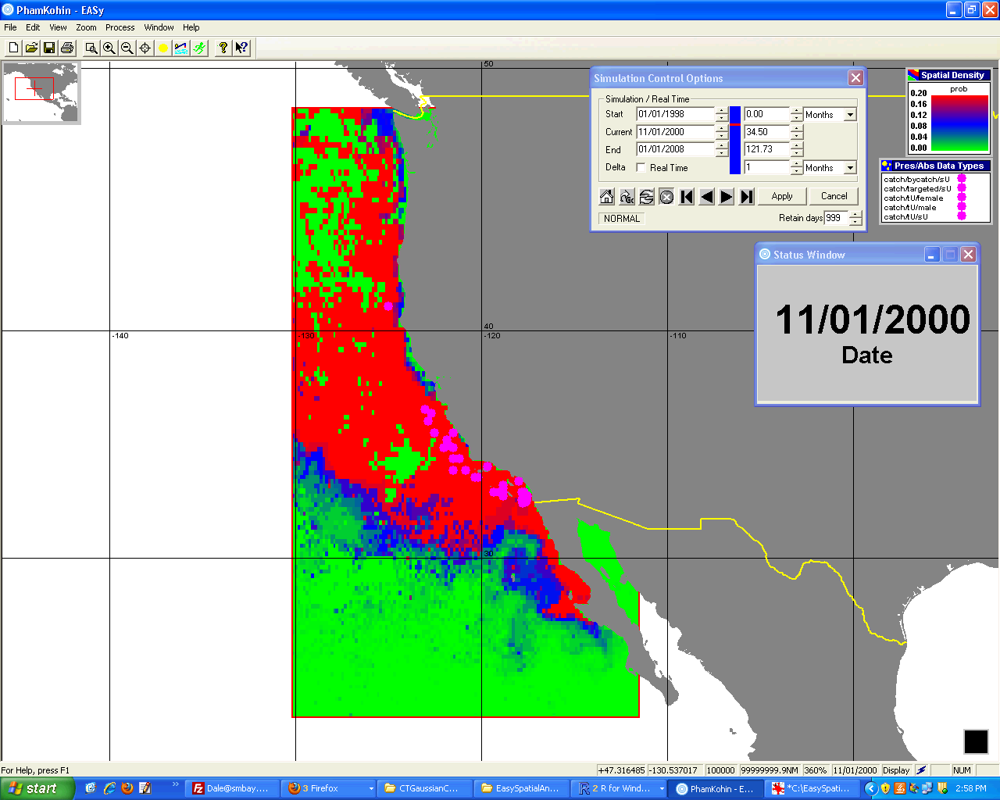 PhamKohin - EASy
File Edit View Zoom Process Window Help
50
40
-140
-130
-120
-110
30
Simulation Control Options
Simulation / Real Time
Start 01/01/1998 0.00 Months
Current 11/01/2000 34.50
End 01/01/2008 121.73
Delta Real Time 1 Months
Apply Cancel
NORMAL Retain days 999
Spatial Density
prob
0.20
0.16
0.12
0.08
0.04
0.00
Pres/Abs Data Types
catch/bycatch/sU
catch/targeted/sU
catch/tU/female
catch/tU/male
catch/tU/sU
Status Window
11/01/2000
Date
For Help, press F1 +47.316485 -130.537017 100000 99999999.9NM 360% 11/01/2000 Display NUM
start Dale@smbay.... 3 Firefox CTGaussianC... EasySpatialAn... 2 R for Wind... PhamKohin - E... *C:\EasySpati... 2:58 PM